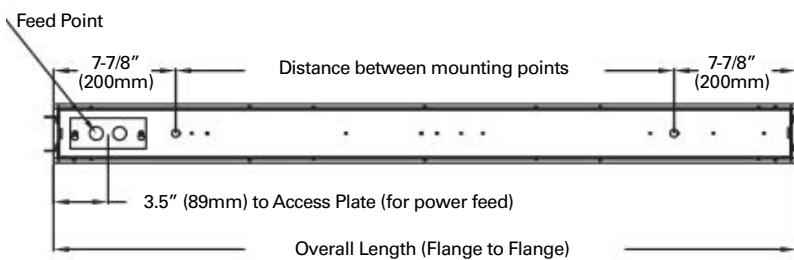 Feed Point
7-7/8"
(200mm)
Distance between mounting points
7-7/8"
(200mm)
3.5" (89mm) to Access Plate (for power feed)
Overall Length (Flange to Flange)